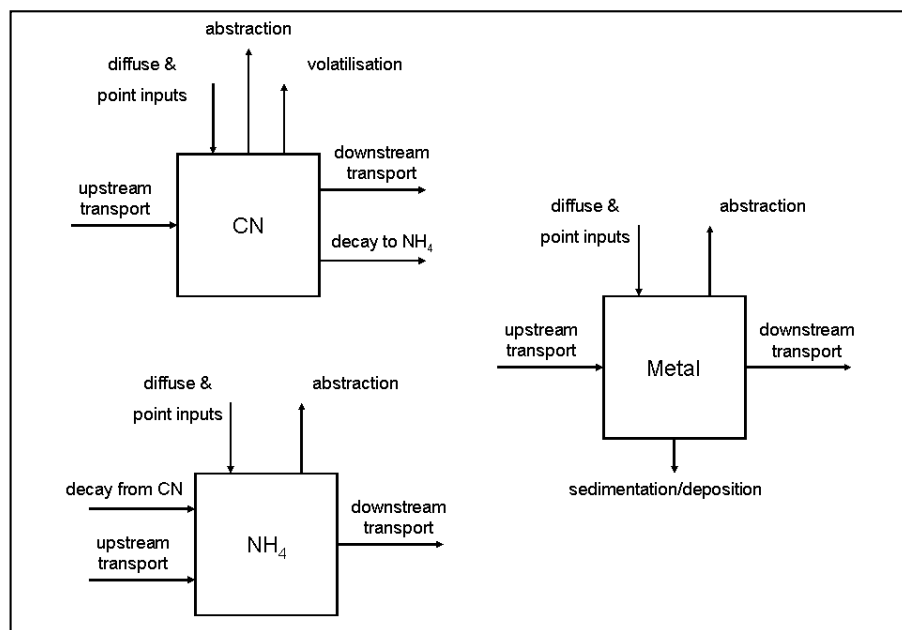 abstraction
diffuse &
point inputs
volatilisation
upstream
transport
CN
downstream
transport
decay to NH₄
diffuse &
point inputs
abstraction
upstream
transport
Metal
downstream
transport
sedimentation/deposition
diffuse &
point inputs
abstraction
decay from CN
upstream
transport
NH₄
downstream
transport